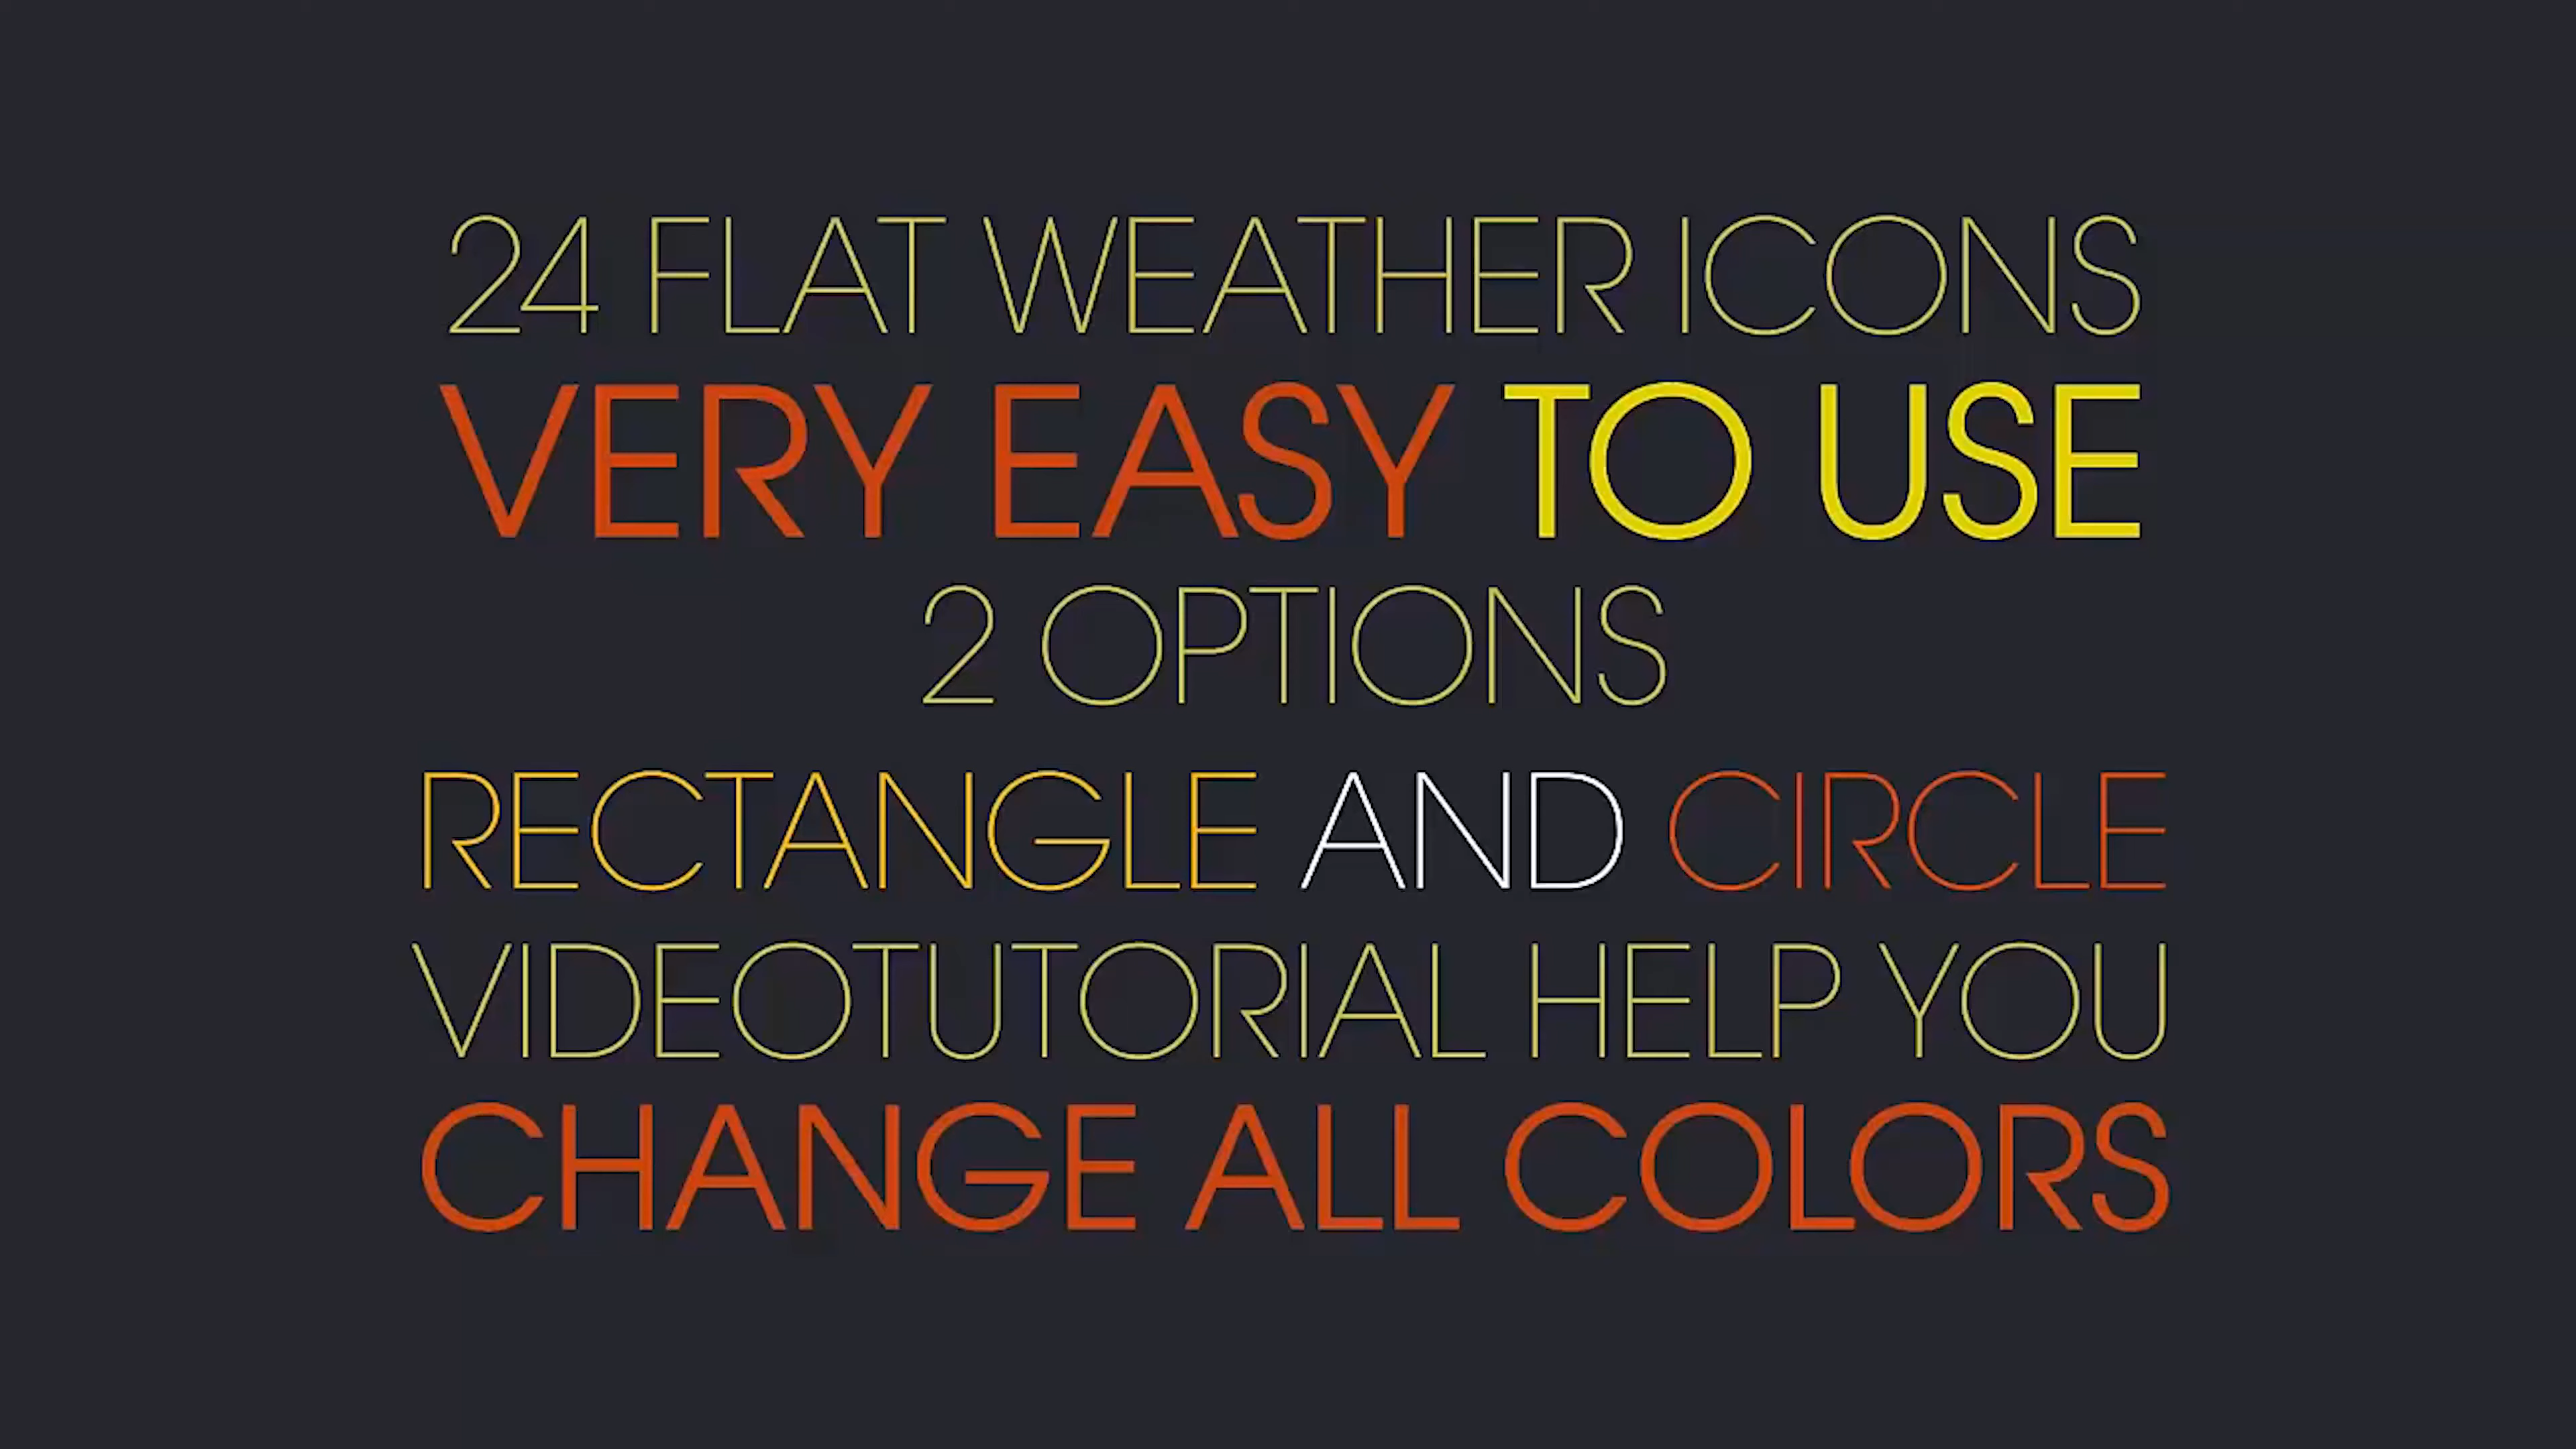 24 FLAT WEATHER ICONS
VERY EASY TO USE
2 OPTIONS
RECTANGLE AND CIRCLE
VIDEOTUTORIAL HELP YOU
CHANGE ALL COLORS